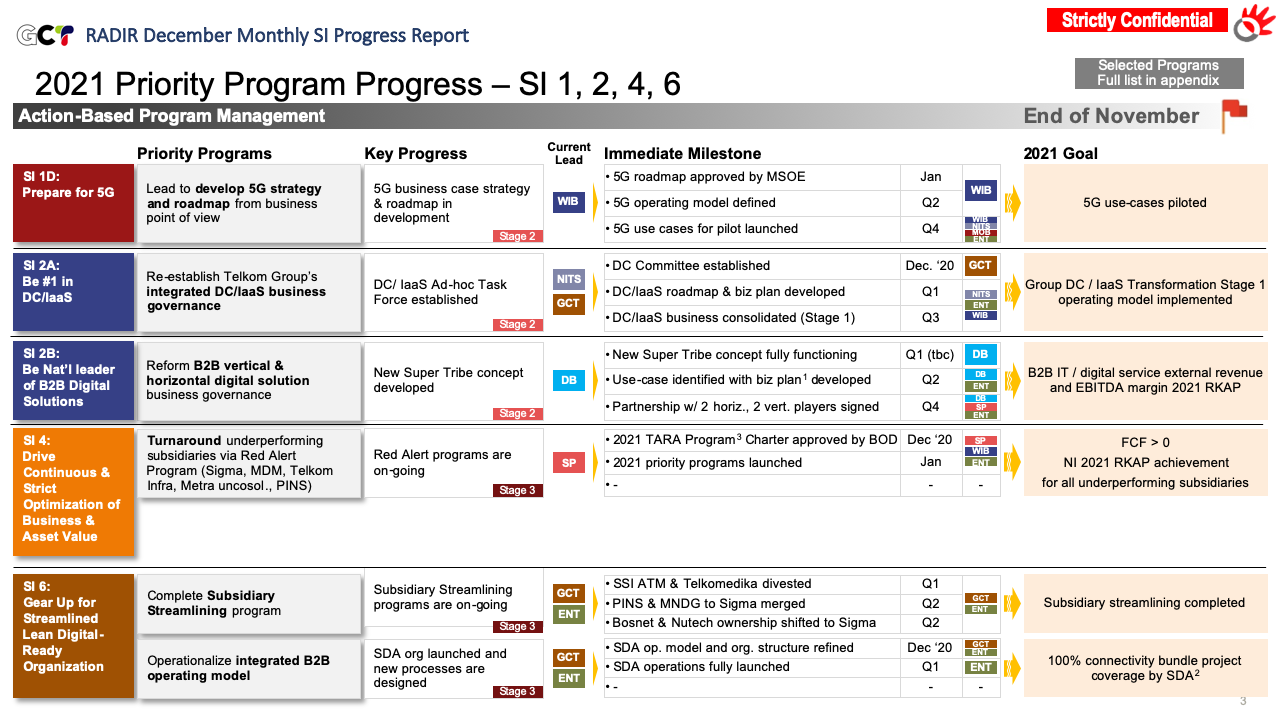 GCT RADIR December Monthly SI Progress Report
Strictly Confidential
2021 Priority Program Progress – SI 1, 2, 4, 6
Selected Programs
Full list in appendix
Action-Based Program Management
End of November
Priority Programs
Key Progress
Current
Lead
Immediate Milestone
2021 Goal
SI 1D:
Prepare for 5G
Lead to develop 5G strategy
and roadmap from business
point of view
5G business case strategy
& roadmap in
development
Stage 2
WIB
• 5G roadmap approved by MSOE
Jan
• 5G operating model defined
Q2
WIB
• 5G use cases for pilot launched
Q4
WIB
NITS
MOB
ENT
5G use-cases piloted
SI 2A:
Be #1 in
DC/IaaS
Re-establish Telkom Group’s
integrated DC/IaaS business
governance
DC/ IaaS Ad-hoc Task
Force established
Stage 2
NITS
GCT
• DC Committee established
Dec. ‘20
GCT
• DC/IaaS roadmap & biz plan developed
Q1
• DC/IaaS business consolidated (Stage 1)
Q3
NITS
ENT
WIB
Group DC / IaaS Transformation Stage 1
operating model implemented
SI 2B:
Be Nat’l leader
of B2B Digital
Solutions
Reform B2B vertical &
horizontal digital solution
business governance
New Super Tribe concept
developed
Stage 2
DB
• New Super Tribe concept fully functioning
Q1 (tbc)
DB
• Use-case identified with biz plan¹ developed
Q2
DB
ENT
• Partnership w/ 2 horiz., 2 vert. players signed
Q4
DB
SP
ENT
B2B IT / digital service external revenue
and EBITDA margin 2021 RKAP
SI 4:
Drive
Continuous &
Strict
Optimization of
Business &
Asset Value
Turnaround underperforming
subsidiaries via Red Alert
Program (Sigma, MDM, Telkom
Infra, Metra uncosol., PINS)
Red Alert programs are
on-going
Stage 3
SP
• 2021 TARA Program³ Charter approved by BOD
Dec ‘20
• 2021 priority programs launched
Jan
SP
WIB
ENT
• -
-
-
FCF > 0
NI 2021 RKAP achievement
for all underperforming subsidiaries
SI 6:
Gear Up for
Streamlined
Lean Digital-
Ready
Organization
Complete Subsidiary
Streamlining program
Subsidiary Streamlining
programs are on-going
Stage 3
GCT
ENT
• SSI ATM & Telkomedika divested
Q1
• PINS & MNDG to Sigma merged
Q2
• Bosnet & Nutech ownership shifted to Sigma
Q2
GCT
ENT
Subsidiary streamlining completed
Operationalize integrated B2B
operating model
SDA org launched and
new processes are
designed
Stage 3
GCT
ENT
• SDA op. model and org. structure refined
Dec ‘20
GCT
ENT
• SDA operations fully launched
Q1
ENT
• -
-
-
100% connectivity bundle project
coverage by SDA²
3